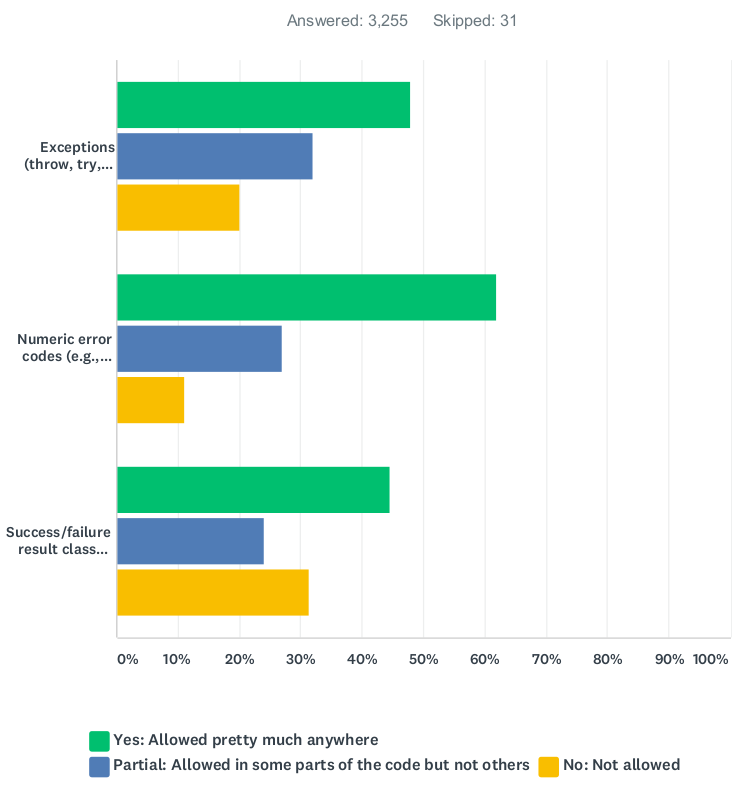 Answered: 3,255 Skipped: 31
Exceptions
(throw, try,...
Numeric error
codes (e.g.,...
Success/failure
result class...
0% 10% 20% 30% 40% 50% 60% 70% 80% 90% 100%
Yes: Allowed pretty much anywhere
Partial: Allowed in some parts of the code but not others No: Not allowed